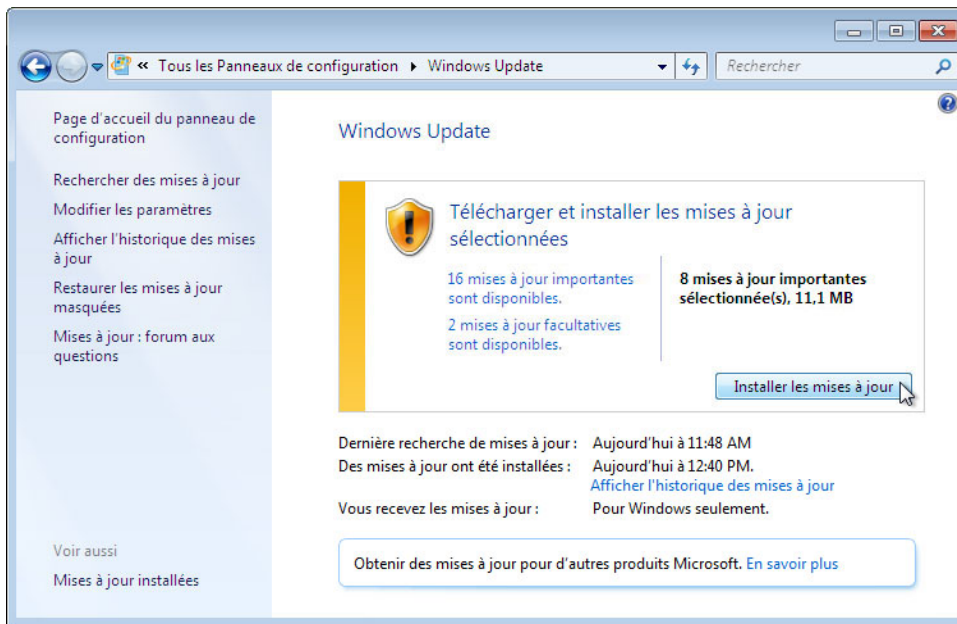 « Tous les Panneaux de configuration ▸ Windows Update
Rechercher
Page d'accueil du panneau de
configuration
Rechercher des mises à jour
Modifier les paramètres
Afficher l'historique des mises
à jour
Restaurer les mises à jour
masquées
Mises à jour : forum aux
questions
Voir aussi
Mises à jour installées
Windows Update
Télécharger et installer les mises à jour
sélectionnées
16 mises à jour importantes
sont disponibles.
2 mises à jour facultatives
sont disponibles.
8 mises à jour importantes
sélectionnée(s), 11,1 MB
Installer les mises à jour
Dernière recherche de mises à jour : Aujourd'hui à 11:48 AM
Des mises à jour ont été installées : Aujourd'hui à 12:40 PM.
Afficher l'historique des mises à jour
Vous recevez les mises à jour : Pour Windows seulement.
Obtenir des mises à jour pour d'autres produits Microsoft. En savoir plus